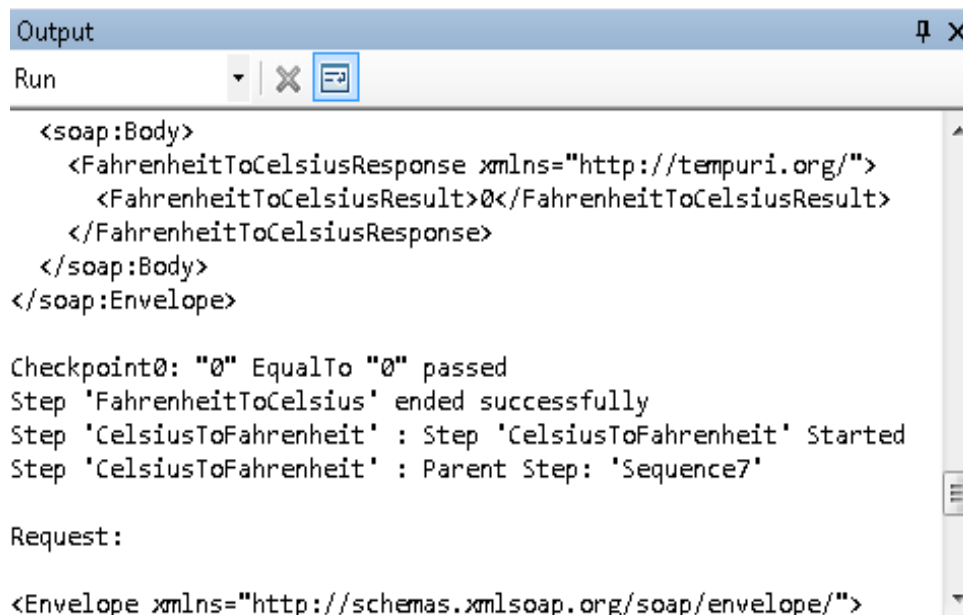 Output
Run
<soap:Body>
<FahrenheitToCelsiusResponse xmlns="http://tempuri.org/">
<FahrenheitToCelsiusResult>0</FahrenheitToCelsiusResult>
</FahrenheitToCelsiusResponse>
</soap:Body>
</soap:Envelope>
Checkpoint0: "0" EqualTo "0" passed
Step 'FahrenheitToCelsius' ended successfully
Step 'CelsiusToFahrenheit' : Step 'CelsiusToFahrenheit' Started
Step 'CelsiusToFahrenheit' : Parent Step: 'Sequence7'
Request:
<Envelope xmlns="http://schemas.xmlsoap.org/soap/envelope/">